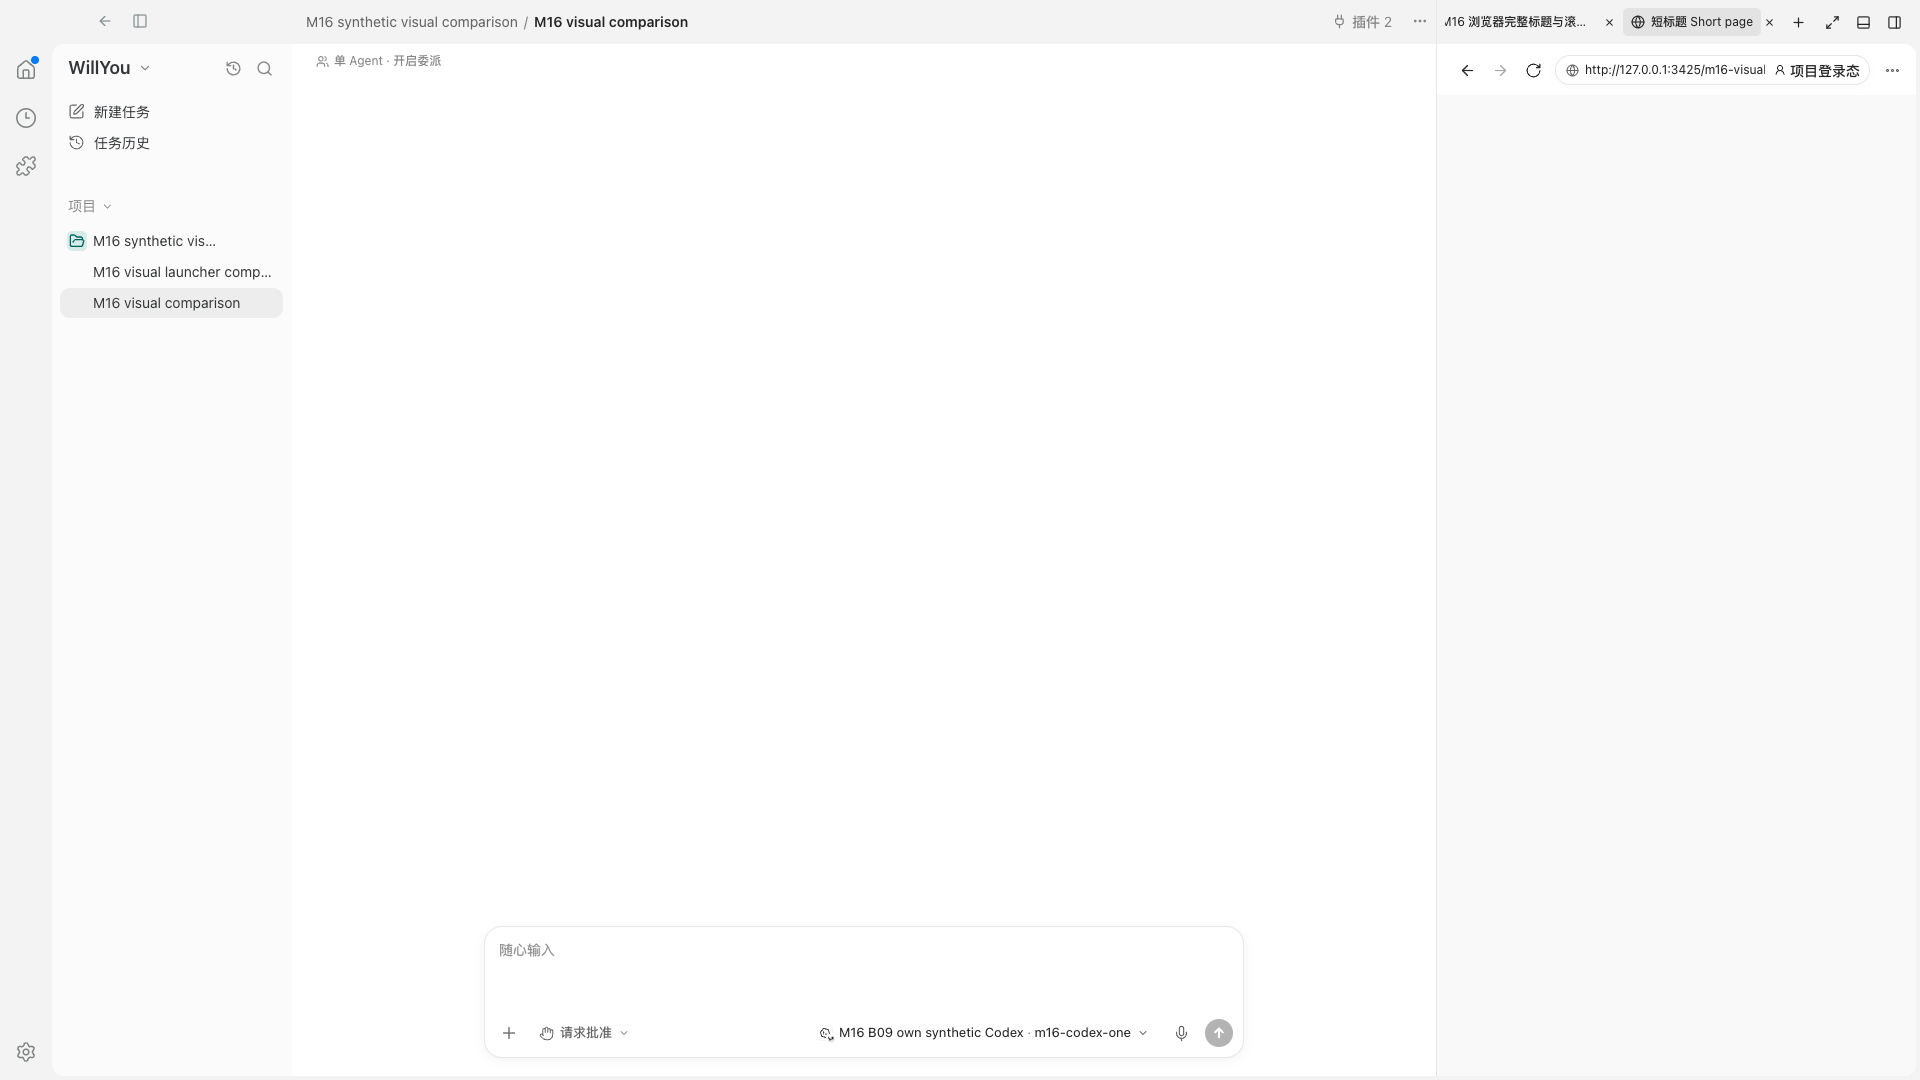 M16 synthetic visual comparison / M16 visual comparison
插件 2
M16 浏览器完整标题与滚...
短标题 Short page
WillYou
单 Agent · 开启委派
http://127.0.0.1:3425/m16-visual
项目登录态
新建任务
任务历史
项目
M16 synthetic vis...
M16 visual launcher comp...
M16 visual comparison
随心输入
请求批准
M16 B09 own synthetic Codex · m16-codex-one